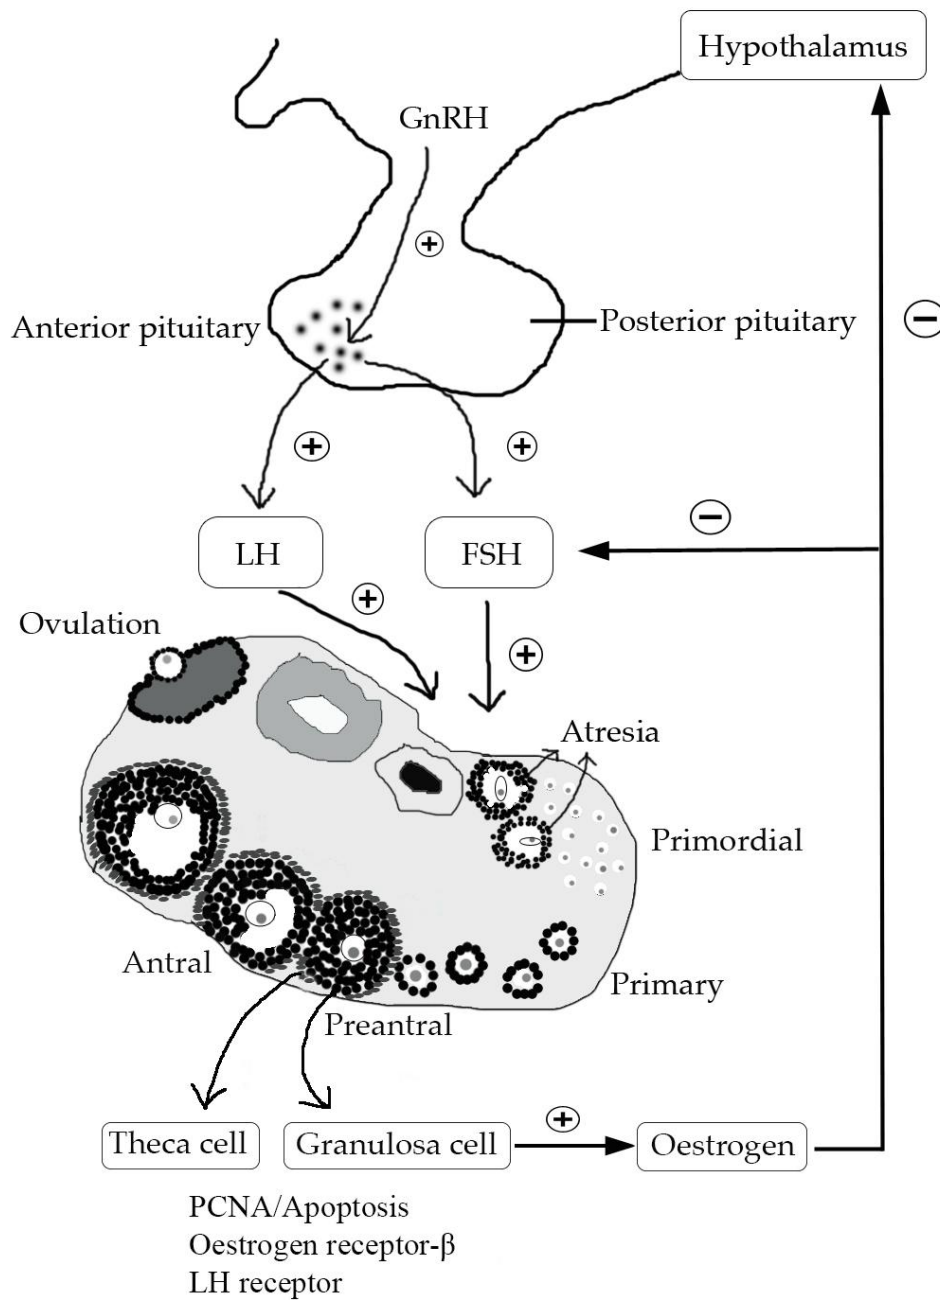 Hypothalamus
GnRH
+
Anterior pituitary
Posterior pituitary
−
+
+
−
LH
FSH
+
Ovulation
+
Atresia
Primordial
Antral
Primary
Preantral
+
Theca cell
Granulosa cell
Oestrogen
PCNA/Apoptosis
Oestrogen receptor-β
LH receptor